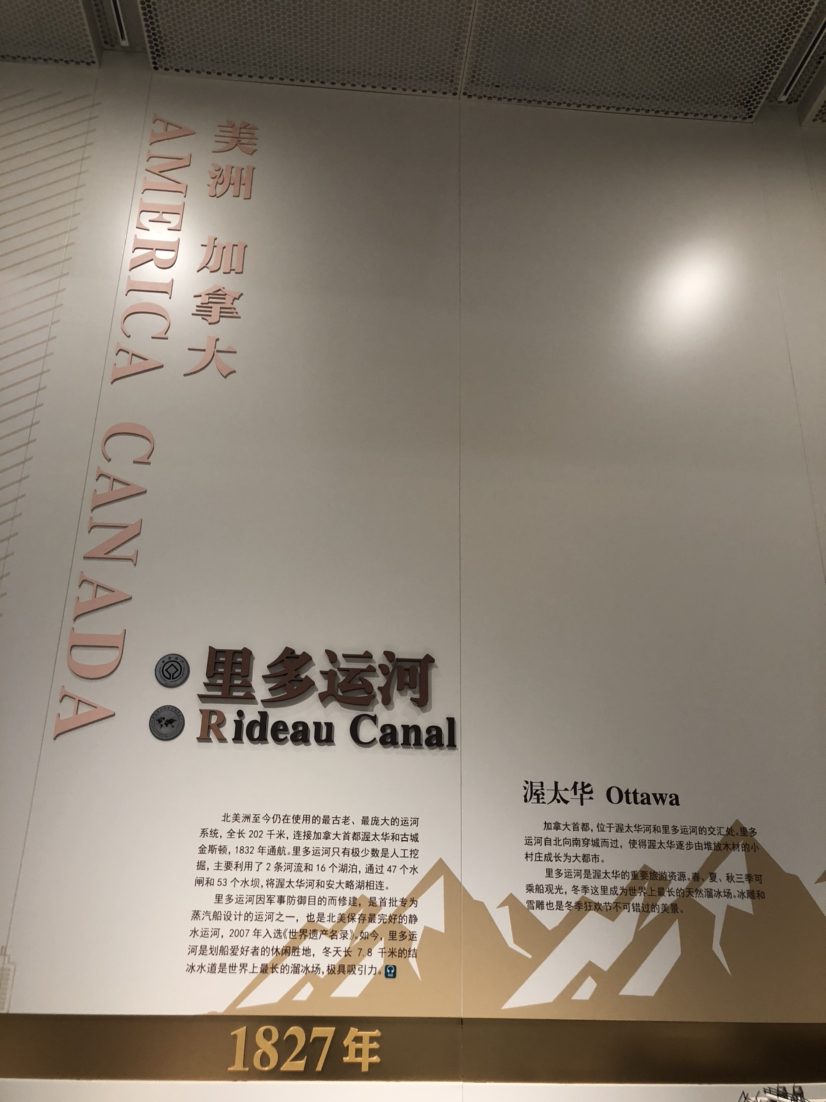 美洲 加拿大
AMERICA CANADA
里多运河
Rideau Canal
北美洲至今仍在使用的最古老、最庞大的运河
系统，全长 202 千米，连接加拿大首都渥太华和古城
金斯顿，1832 年通航。里多运河只有极少数是人工挖
掘，主要利用了 2 条河流和 16 个湖泊，通过 47 个水
闸和 53 个水坝，将渥太华河和安大略湖相连。
里多运河因军事防御目的而修建，是首批专为
蒸汽船设计的运河之一，也是北美保存最完好的静
水运河，2007 年入选《世界遗产名录》。如今，里多运
河是划船爱好者的休闲胜地，冬天长 7.8 千米的结
冰水道是世界上最长的溜冰场，极具吸引力。
渥太华 Ottawa
加拿大首都，位于渥太华河和里多运河的交汇处。里多
运河自北向南穿城而过，使得渥太华逐步由堆放木材的小
村庄成长为大都市。
里多运河是渥太华的重要旅游资源，春、夏、秋三季可
乘船观光，冬季这里成为世界上最长的天然溜冰场，冰雕和
雪雕也是冬季狂欢节不可错过的美景。
1827年